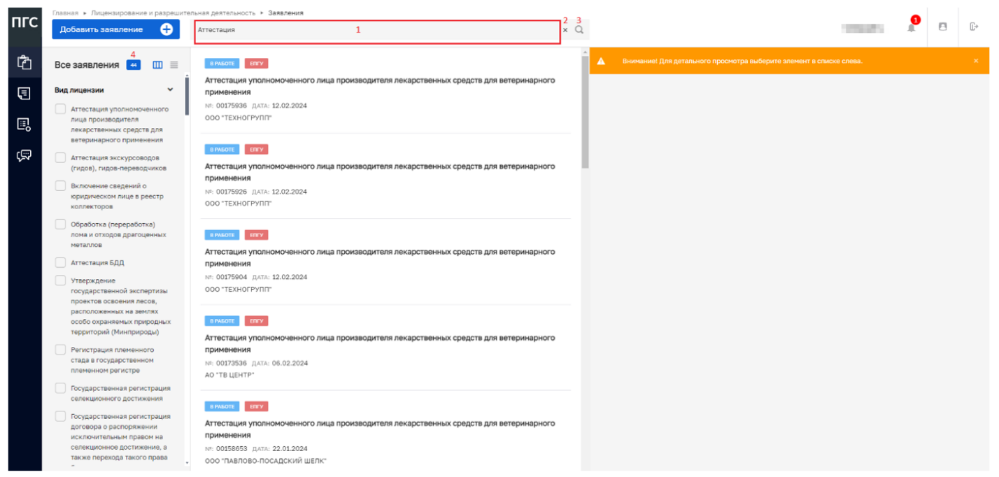 ПГС
Главная ▸ Лицензирование и разрешительная деятельность ▸ Заявления
Добавить заявление
Аттестация
1
2
3
1
4
Все заявления 44
Вид лицензии
Аттестация уполномоченного
лица производителя
лекарственных средств для
ветеринарного применения
Аттестация экскурсоводов
(гидов), гидов-переводчиков
Включение сведений о
юридическом лице в реестр
коллекторов
Обработка (переработка)
лома и отходов драгоценных
металлов
Аттестация БДД
Утверждение
государственной экспертизы
проектов освоения лесов,
расположенных на землях
особо охраняемых природных
территорий (Минприроды)
Регистрация племенного
стада в государственном
племенном регистре
Государственная регистрация
селекционного достижения
Государственная регистрация
договора о распоряжении
исключительным правом на
селекционное достижение, а
также перехода такого права
В РАБОТЕ ЕПГУ
Аттестация уполномоченного лица производителя лекарственных средств для ветеринарного
применения
№: 00175936 ДАТА: 12.02.2024
ООО "ТЕХНОГРУПП"
В РАБОТЕ ЕПГУ
Аттестация уполномоченного лица производителя лекарственных средств для ветеринарного
применения
№: 00175926 ДАТА: 12.02.2024
ООО "ТЕХНОГРУПП"
В РАБОТЕ ЕПГУ
Аттестация уполномоченного лица производителя лекарственных средств для ветеринарного
применения
№: 00175904 ДАТА: 12.02.2024
ООО "ТЕХНОГРУПП"
В РАБОТЕ ЕПГУ
Аттестация уполномоченного лица производителя лекарственных средств для ветеринарного
применения
№: 00173536 ДАТА: 06.02.2024
АО "ТВ ЦЕНТР"
В РАБОТЕ ЕПГУ
Аттестация уполномоченного лица производителя лекарственных средств для ветеринарного
применения
№: 00158653 ДАТА: 22.01.2024
ООО "ПАВЛОВО-ПОСАДСКИЙ ШЕЛК"
Внимание! Для детального просмотра выберите элемент в списке слева.